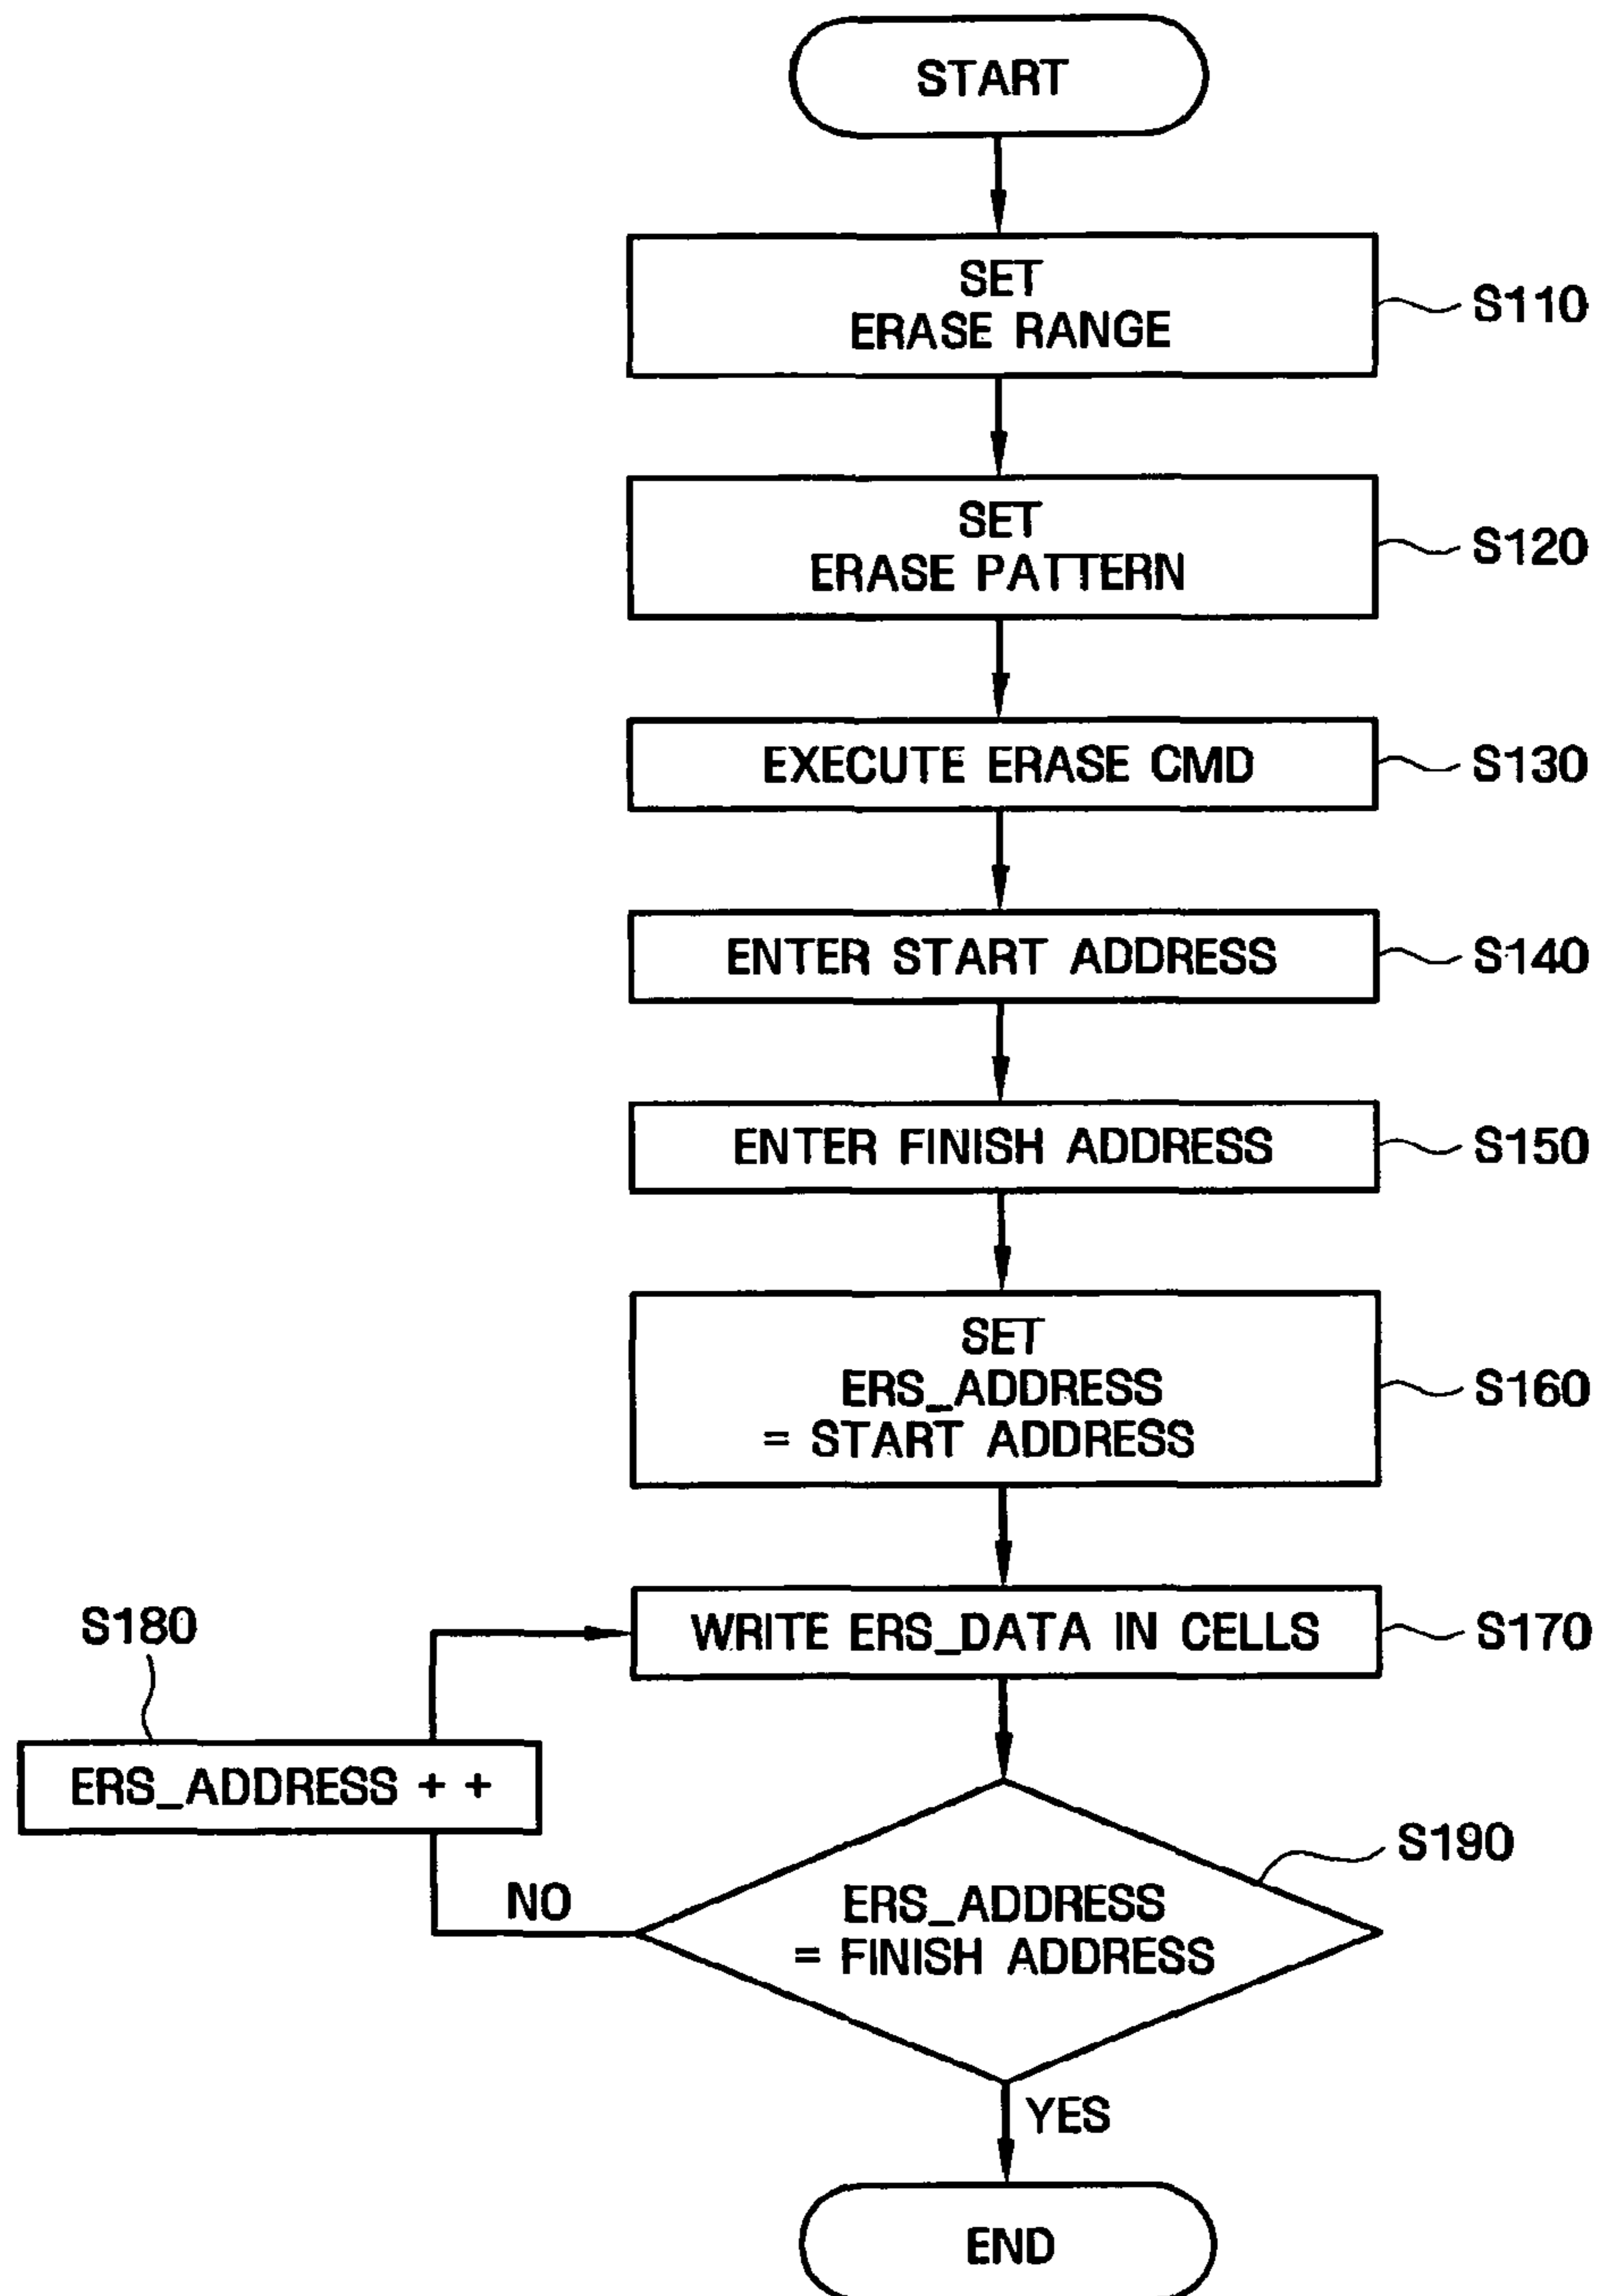 START
SET
ERASE RANGE
S110
SET
ERASE PATTERN
S120
EXECUTE ERASE CMD
S130
ENTER START ADDRESS
S140
ENTER FINISH ADDRESS
S150
SET
ERS_ADDRESS
= START ADDRESS
S160
S180
WRITE ERS_DATA IN CELLS
S170
ERS_ADDRESS + +
S190
NO
ERS_ADDRESS
= FINISH ADDRESS
YES
END